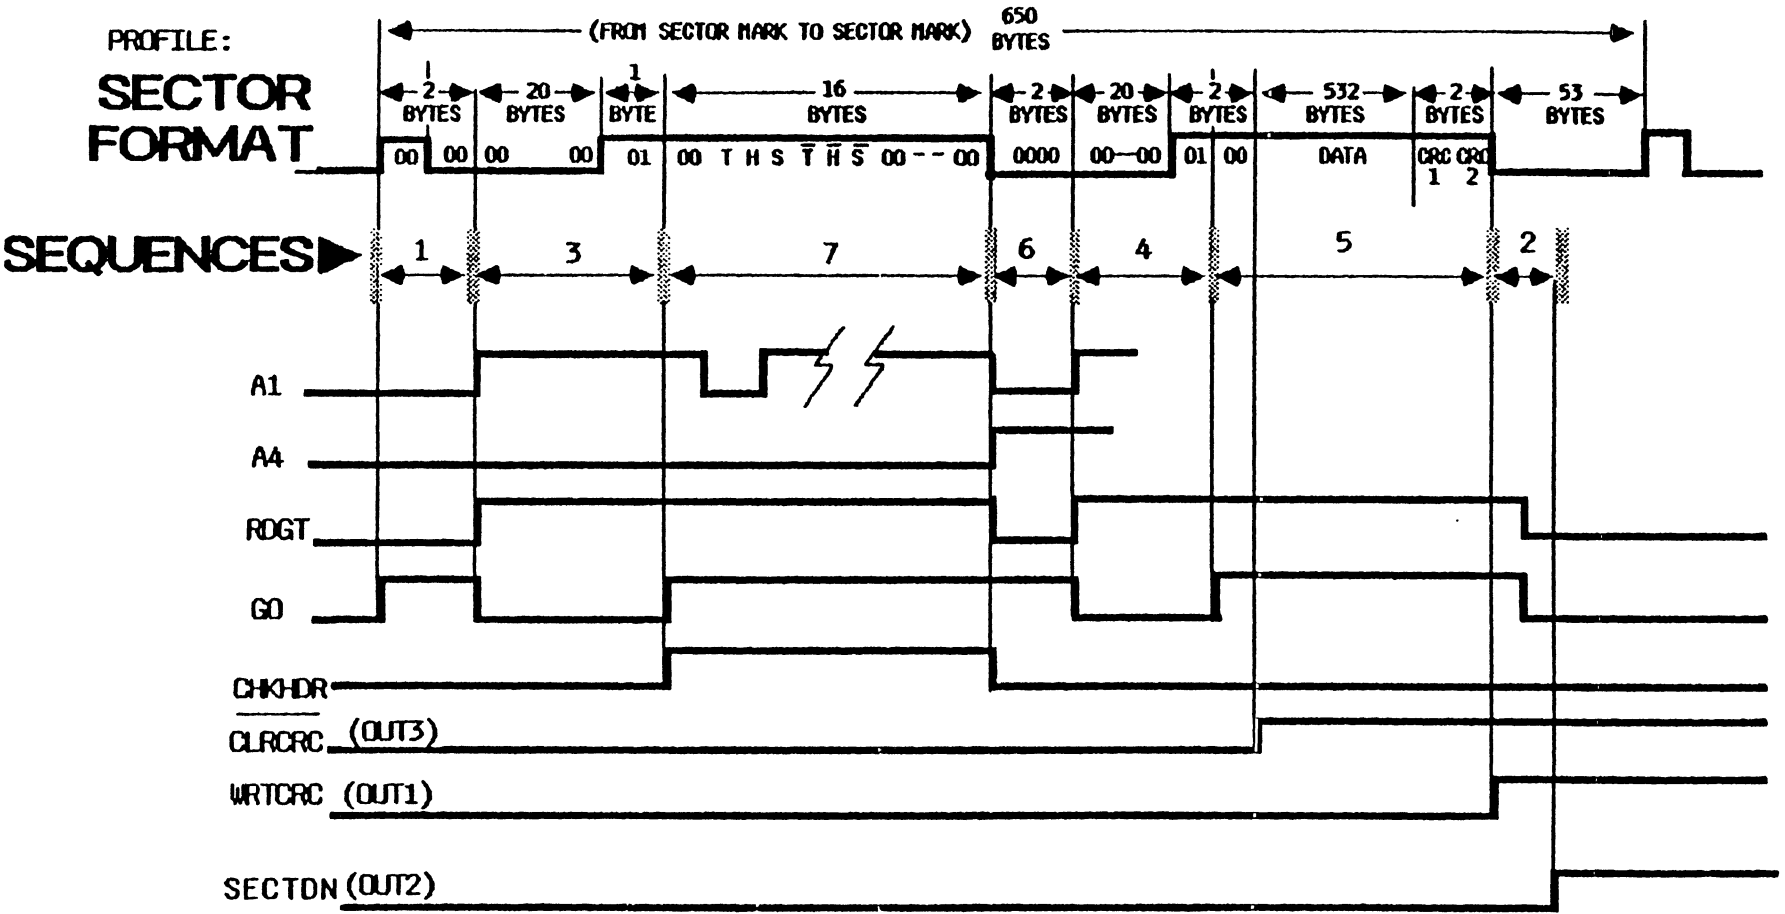 PROFILE:
SECTOR
FORMAT
(FROM SECTOR MARK TO SECTOR MARK)
650
BYTES
2
BYTES
20
BYTES
1
BYTE
16
BYTES
2
BYTES
20
BYTES
2
BYTES
532
BYTES
2
BYTES
53
BYTES
00 00 00 00 01 00 T H S T̅ H̅ S̅ 00--00 0000 00—00 01 00 DATA CRC CRC
1 2
SEQUENCES
1 3 7 6 4 5 2
A1
A4
RDGT
GO
CHKHDR
C̅L̅R̅C̅R̅C̅ (OUT3)
WRTCRC (OUT1)
SECTDN (OUT2)